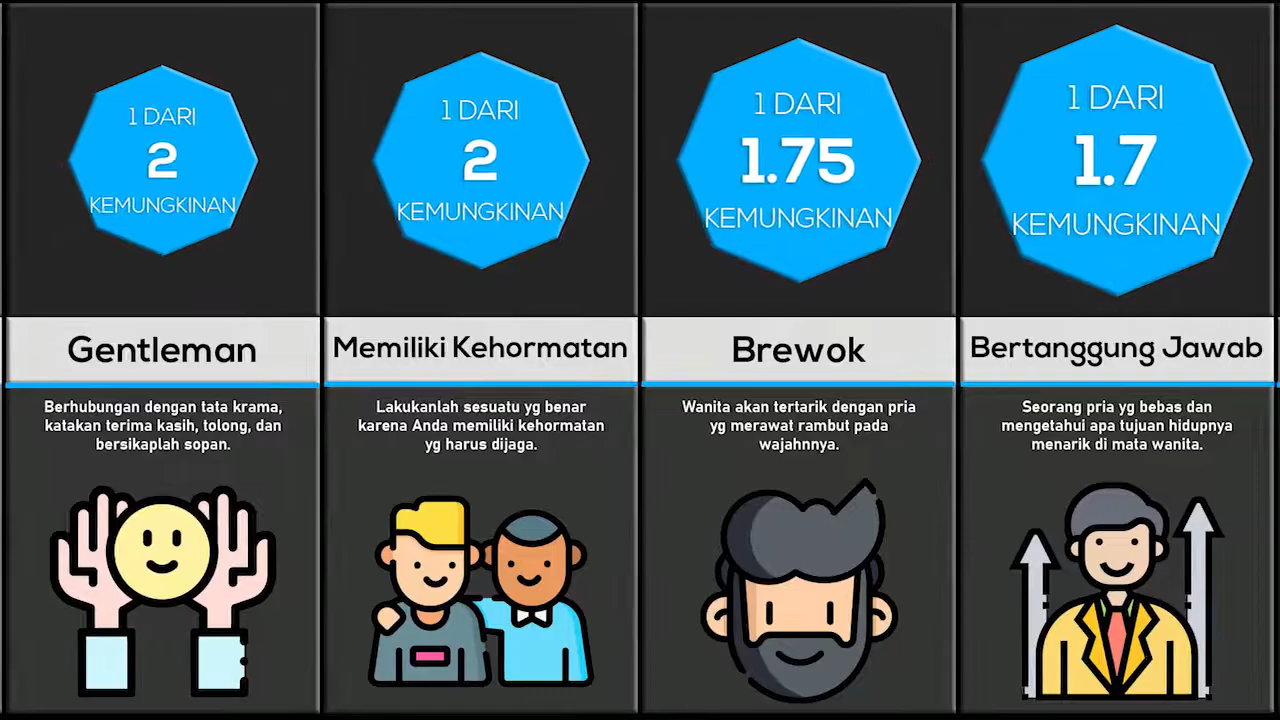 1 DARI
2
KEMUNGKINAN
Gentleman
Berhubungan dengan tata krama,
katakan terima kasih, tolong, dan
bersikaplah sopan.
1 DARI
2
KEMUNGKINAN
Memiliki Kehormatan
Lakukanlah sesuatu yg benar
karena Anda memiliki kehormatan
yg harus dijaga.
1 DARI
1.75
KEMUNGKINAN
Brewok
Wanita akan tertarik dengan pria
yg merawat rambut pada
wajahnnya.
1 DARI
1.7
KEMUNGKINAN
Bertanggung Jawab
Seorang pria yg bebas dan
mengetahui apa tujuan hidupnya
menarik di mata wanita.